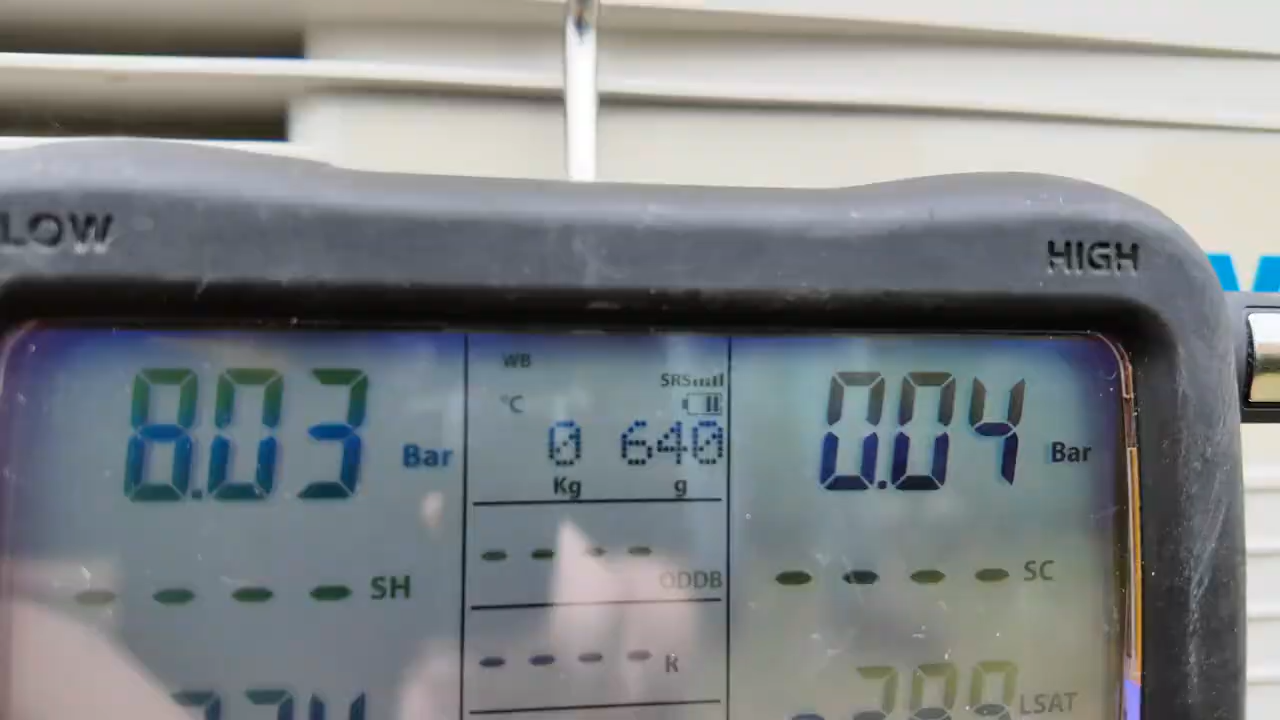 LOW
HIGH
WB
SRS
°C
8.03 Bar
0 640
Kg g
0.04 Bar
- - - - SH
- - - -
ODDB
- - - - SC
- - - - R
LSAT